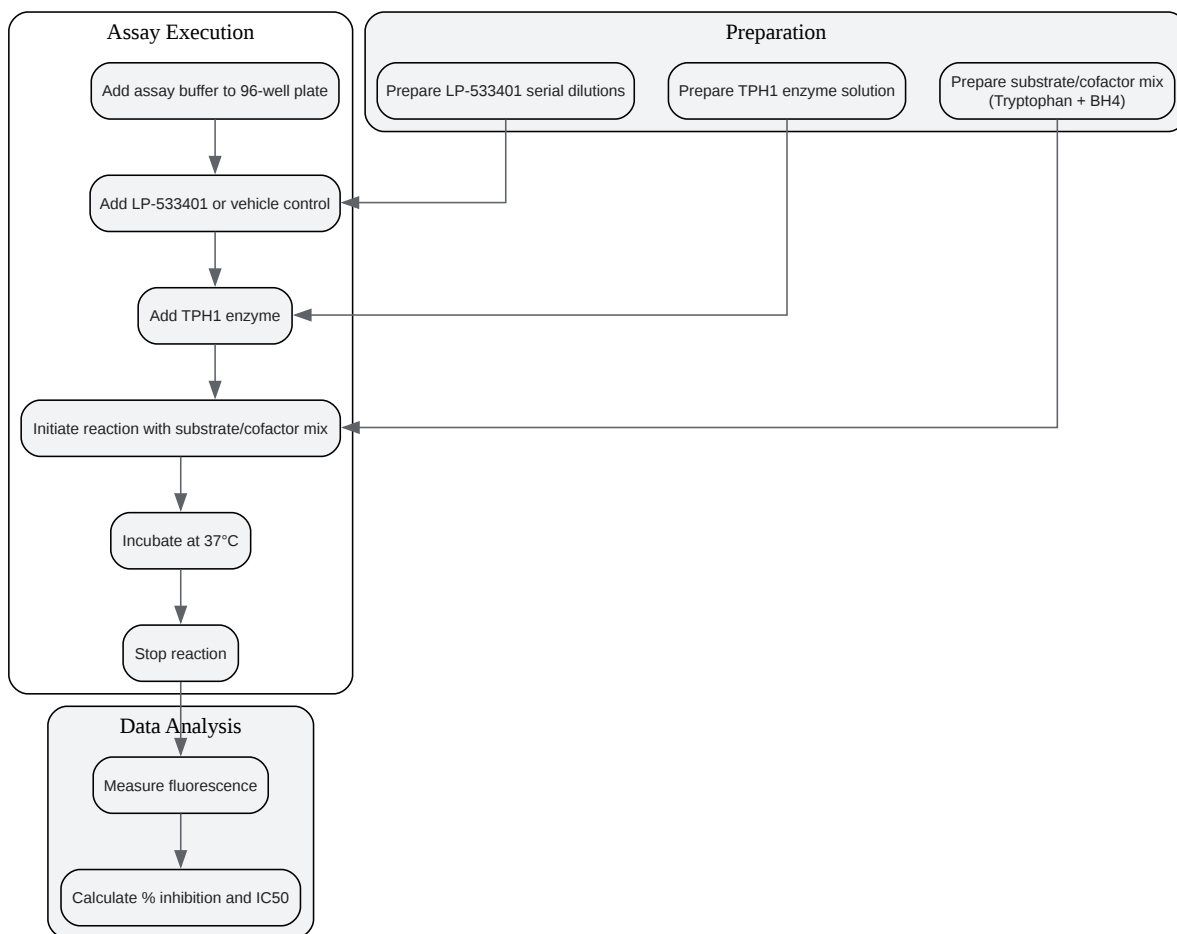 Assay Execution
Add assay buffer to 96-well plate
Add LP-533401 or vehicle control
Add TPH1 enzyme
Initiate reaction with substrate/cofactor mix
Incubate at 37°C
Stop reaction
Preparation
Prepare LP-533401 serial dilutions
Prepare TPH1 enzyme solution
Prepare substrate/cofactor mix
(Tryptophan + BH4)
Data Analysis
Measure fluorescence
Calculate % inhibition and IC50